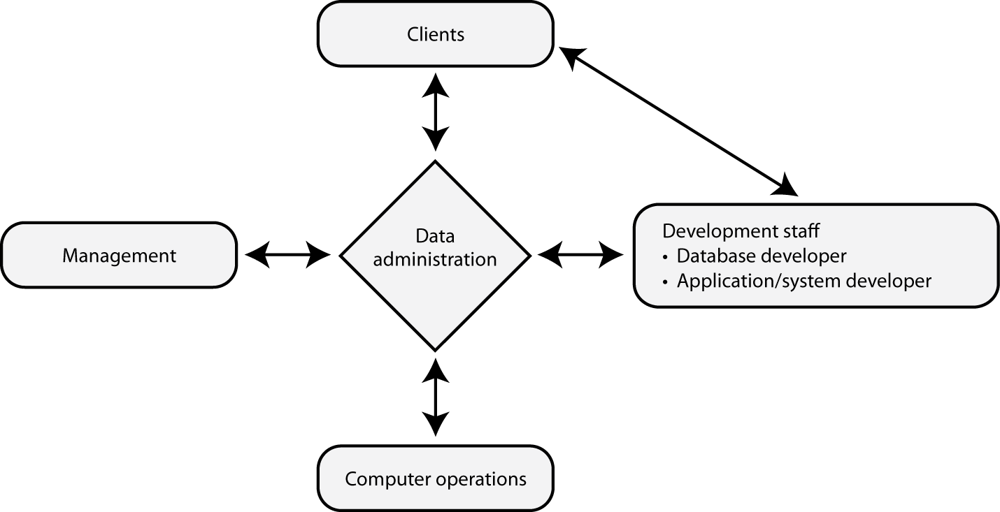 Clients
Data
administration
Management
Development staff
• Database developer
• Application/system developer
Computer operations